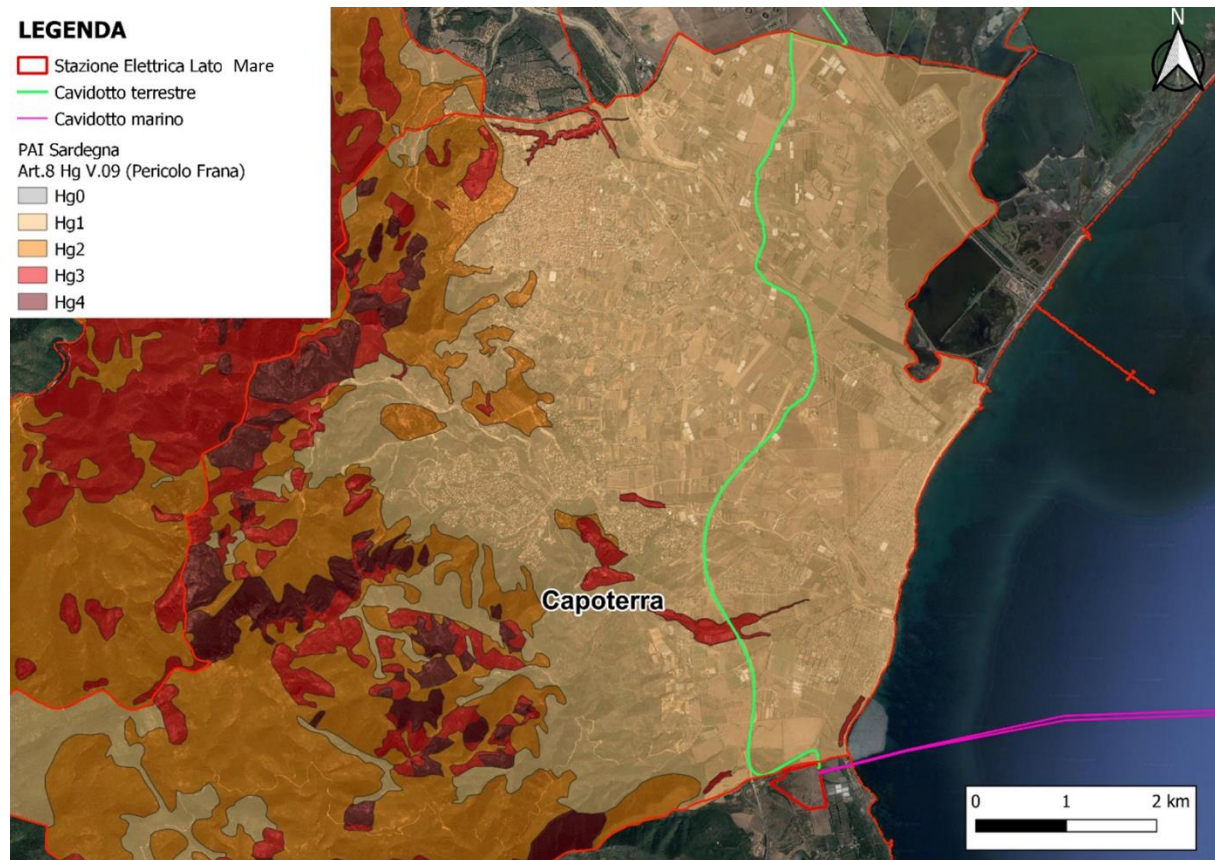 LEGENDA
Stazione Elettrica Lato Mare
Cavidotto terrestre
Cavidotto marino
PAI Sardegna
Art.8 Hg V.09 (Pericolo Frana)
Hg0
Hg1
Hg2
Hg3
Hg4
N
Capoterra
0 1 2 km